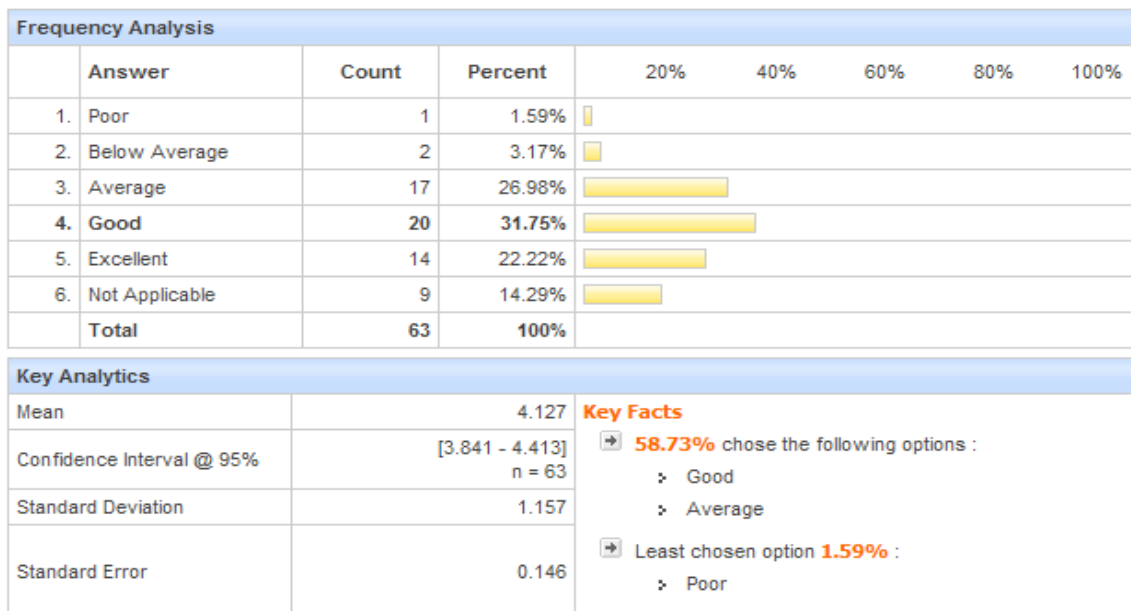 Frequency Analysis
Answer Count Percent 20% 40% 60% 80% 100%
1. Poor 1 1.59%
2. Below Average 2 3.17%
3. Average 17 26.98%
4. Good 20 31.75%
5. Excellent 14 22.22%
6. Not Applicable 9 14.29%
Total 63 100%
Key Analytics
Mean 4.127
Confidence Interval @ 95% [3.841 - 4.413]
n = 63
Standard Deviation 1.157
Standard Error 0.146
Key Facts
58.73% chose the following options :
Good
Average
Least chosen option 1.59% :
Poor